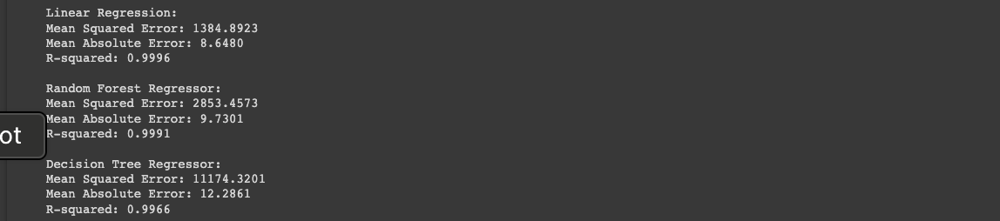 Linear Regression:
Mean Squared Error: 1384.8923
Mean Absolute Error: 8.6480
R-squared: 0.9996
Random Forest Regressor:
Mean Squared Error: 2853.4573
Mean Absolute Error: 9.7301
ot
R-squared: 0.9991
Decision Tree Regressor:
Mean Squared Error: 11174.3201
Mean Absolute Error: 12.2861
R-squared: 0.9966